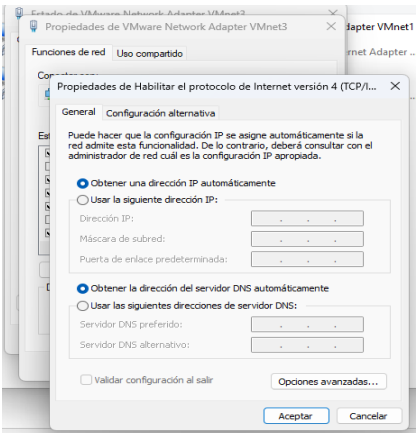 Estado de VMware Network Adapter VMnet3
Propiedades de VMware Network Adapter VMnet3
dapter VMnet1
Funciones de red
Uso compartido
rnet Adapter ..
Propiedades de Habilitar el protocolo de Internet versión 4 (TCP/I...
General
Configuración alternativa
Puede hacer que la configuración IP se asigne automáticamente si la
red admite esta funcionalidad. De lo contrario, deberá consultar con el
administrador de red cuál es la configuración IP apropiada.
Obtener una dirección IP automáticamente
Usar la siguiente dirección IP:
Dirección IP:
Máscara de subred:
Puerta de enlace predeterminada:
Obtener la dirección del servidor DNS automáticamente
Usar las siguientes direcciones de servidor DNS:
Servidor DNS preferido:
Servidor DNS alternativo:
Validar configuración al salir
Opciones avanzadas...
Aceptar
Cancelar